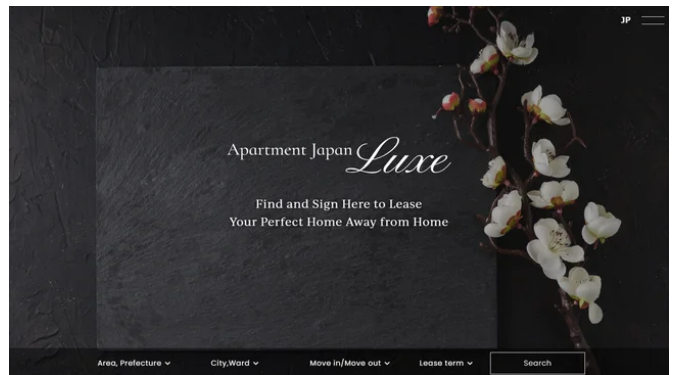 JP
Apartment Japan Luxe
Find and Sign Here to Lease
Your Perfect Home Away from Home
Area, Prefecture
City,Ward
Move in/Move out
Lease term
Search